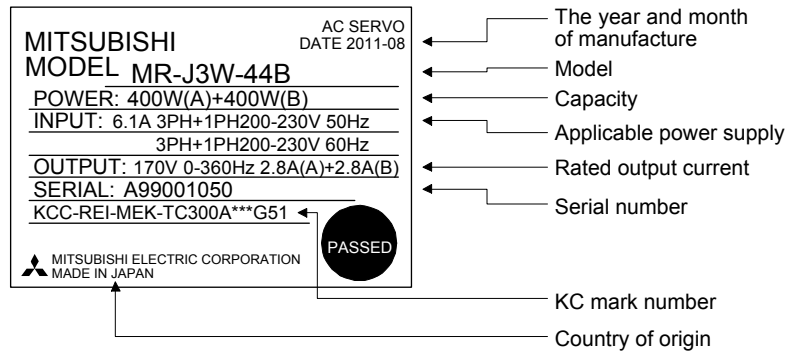 MITSUBISHI
AC SERVO
DATE 2011-08
MODEL MR-J3W-44B
POWER: 400W(A)+400W(B)
INPUT: 6.1A 3PH+1PH200-230V 50Hz
3PH+1PH200-230V 60Hz
OUTPUT: 170V 0-360Hz 2.8A(A)+2.8A(B)
SERIAL: A99001050
KCC-REI-MEK-TC300A***G51
PASSED
MITSUBISHI ELECTRIC CORPORATION
MADE IN JAPAN
The year and month
of manufacture
Model
Capacity
Applicable power supply
Rated output current
Serial number
KC mark number
Country of origin